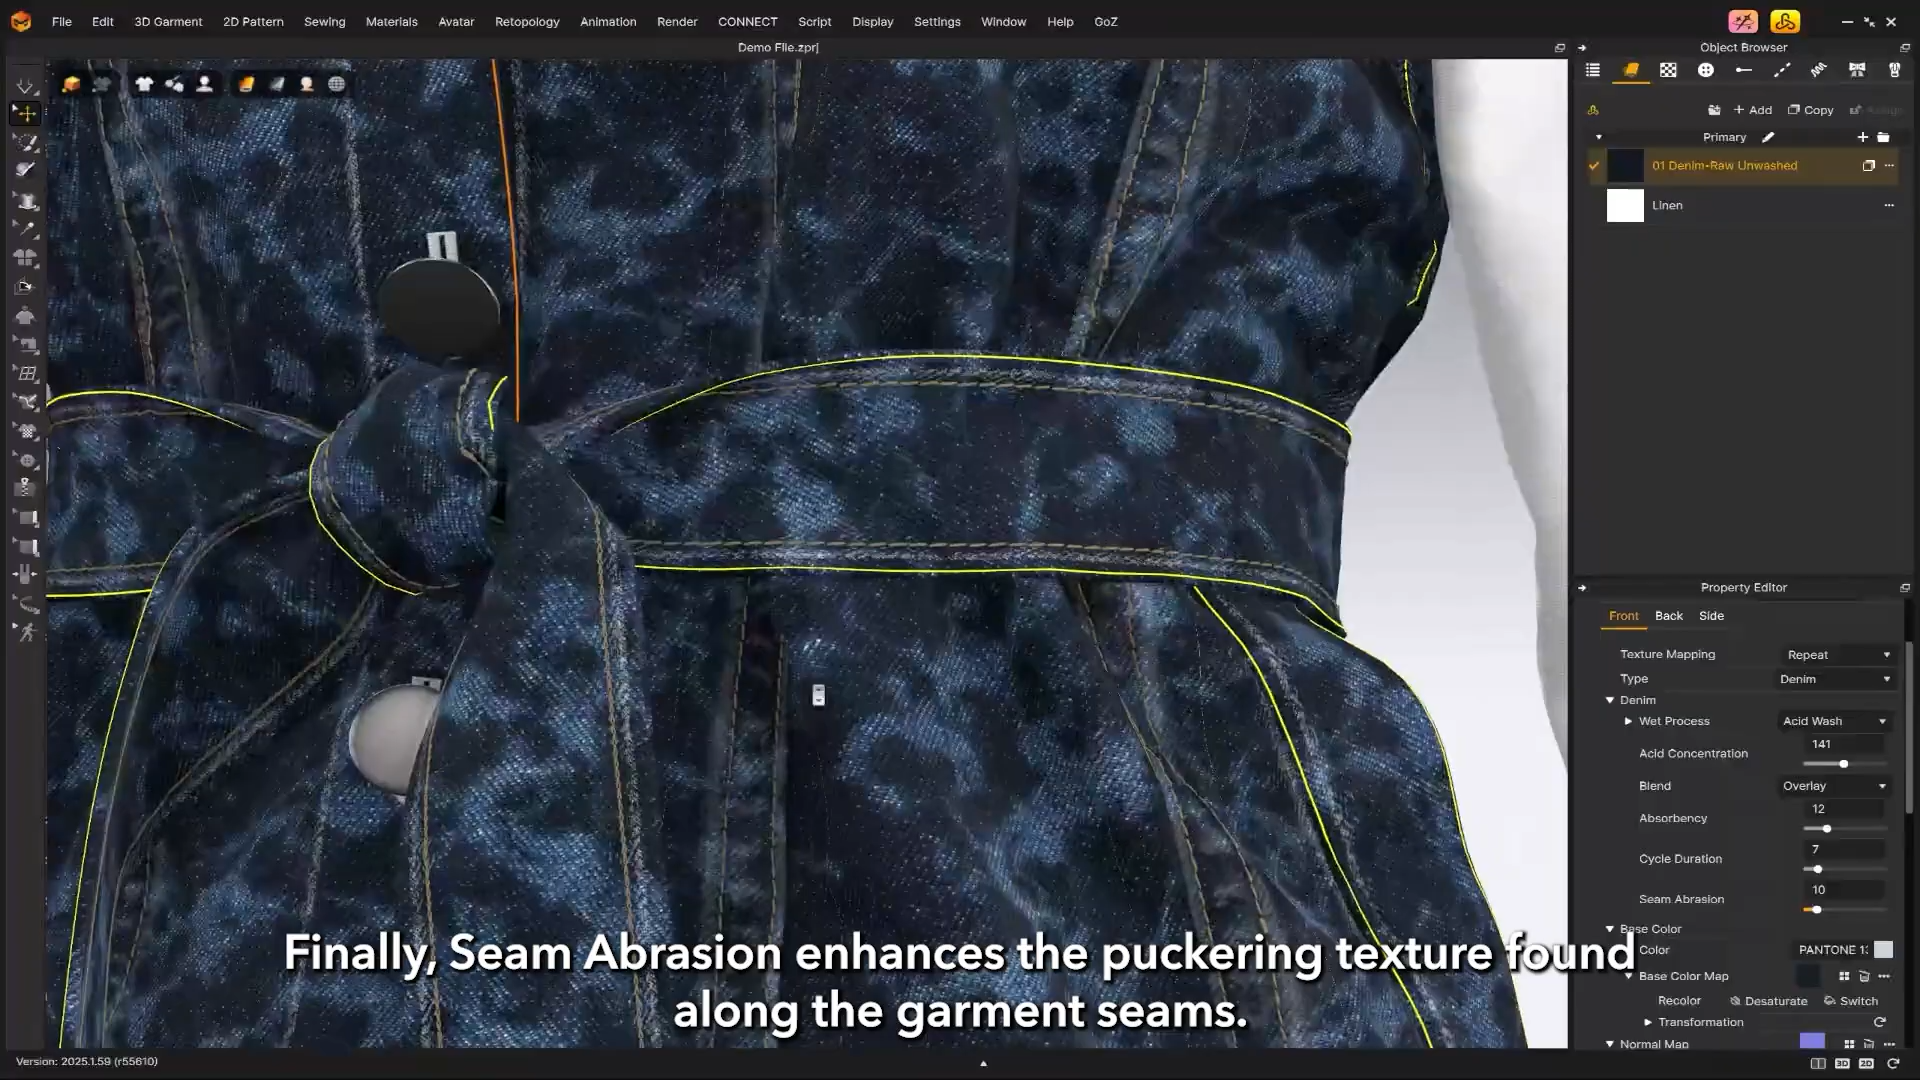 File Edit 3D Garment 2D Pattern Sewing Materials Avatar Retopology Animation Render CONNECT Script Display Settings Window Help GoZ
Demo FIle.zprj
Object Browser
Add Copy
Primary
01 Denim-Raw Unwashed
Linen
Property Editor
Front Back Side
Texture Mapping Repeat
Type Denim
Denim
Wet Process Acid Wash
Acid Concentration 141
Blend Overlay
Absorbency 12
Cycle Duration 7
Seam Abrasion 10
Base Color
Color PANTONE 1
Base Color Map
Recolor Desaturate Switch
Transformation
Normal Map
Finally, Seam Abrasion enhances the puckering texture found
along the garment seams.
Version: 2025.1.59 (r55610)
3D 2D